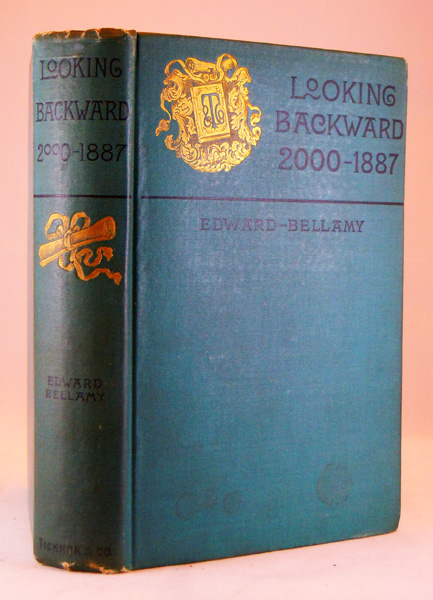 LOOKING
BACKWARD
2000-1887
EDWARD
BELLAMY
TICKNOR & CO.
LOOKING
BACKWARD
2000-1887
EDWARD-BELLAMY